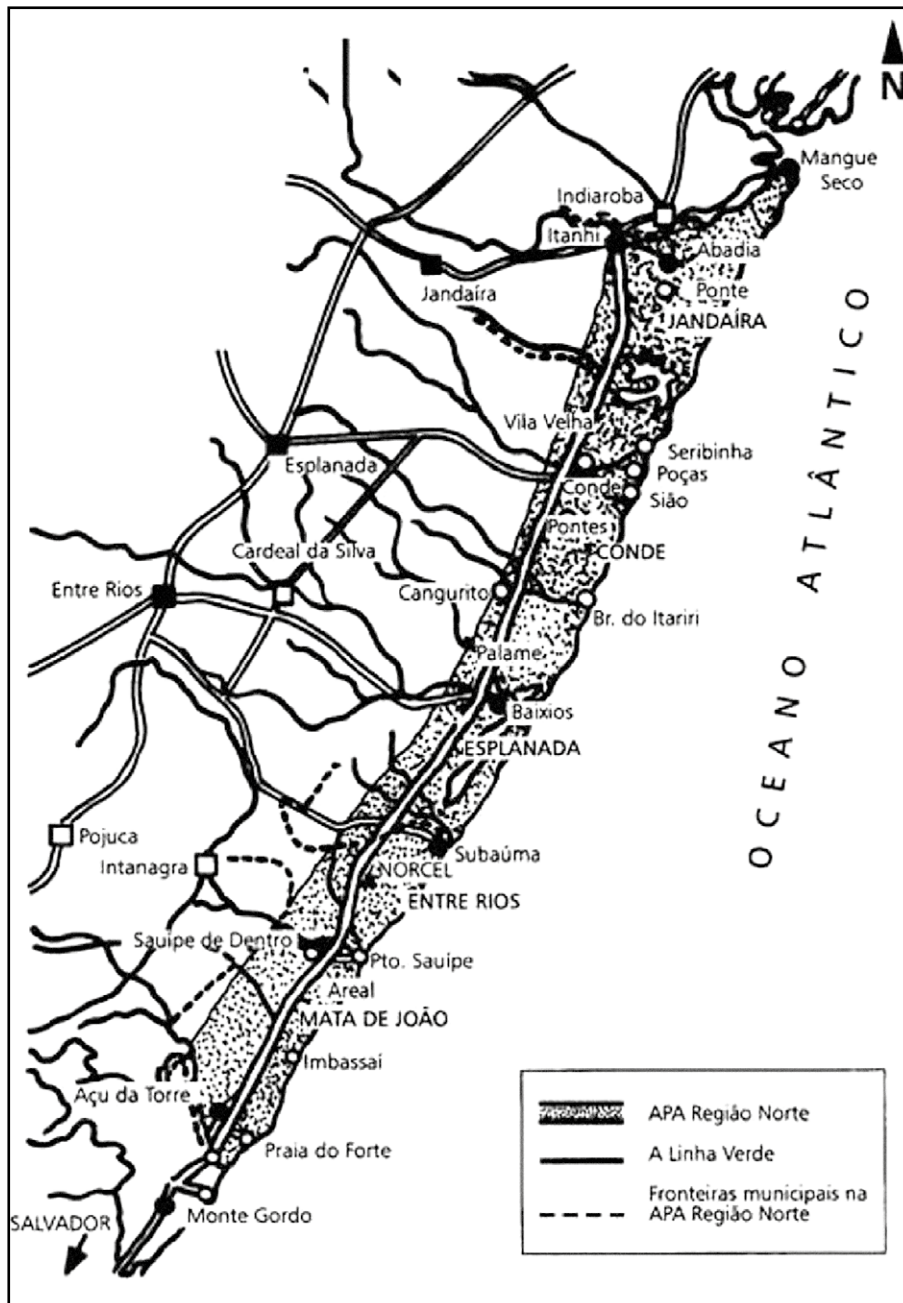 N
Mangue
Seco
Indiaroba
Itanhi
Abadia
Jandaíra
Ponte
JANDAÍRA
OCEANO ATLÂNTICO
Vila Velha
Seribinha
Esplanada
Poças
Conde
Sião
Pontes
CONDE
Cardeal da Silva
Entre Rios
Cangurito
Br. do Itariri
Palame
Baixios
ESPLANADA
Pojuca
Subaúma
Intanagra
NORCEL
ENTRE RIOS
Sauipe de Dentro
Pto. Sauipe
Areal
MATA DE JOÃO
Imbassaí
Açu da Torre
Praia do Forte
Monte Gordo
SALVADOR
APA Região Norte
A Linha Verde
Fronteiras municipais na
APA Região Norte